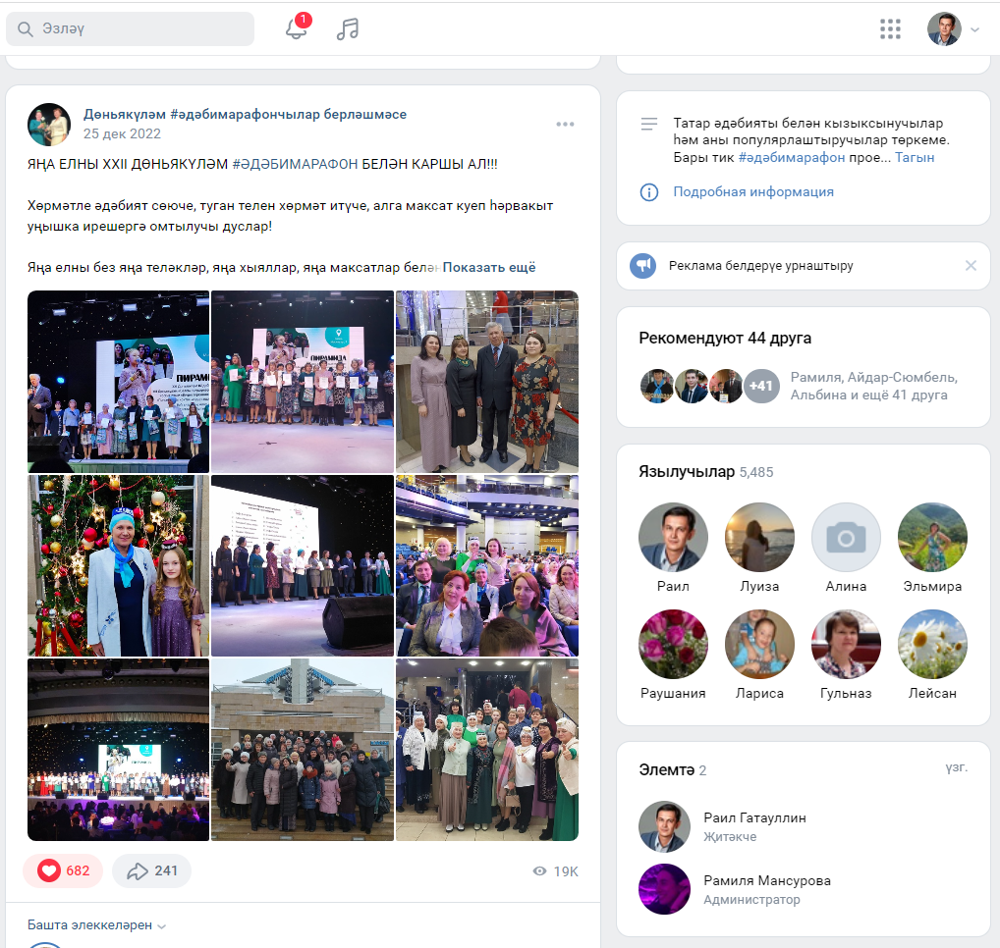 Эзләү
1
Дөньякүләм #әдәбимарафончылар берләшмәсе
25 дек 2022
ЯҢА ЕЛНЫ XXII ДӨНЬЯКҮЛӘМ #ӘДӘБИМАРАФОН БЕЛӘН КАРШЫ АЛ!!!
Хөрмәтле әдәбият сөюче, туган телен хөрмәт итүче, алга максат куеп һәрвакыт
уңышка ирешергә омтылучы дуслар!
Яңа елны без яңа теләкләр, яңа хыяллар, яңа максатлар белән Показать ещё
ПИРАМИДА
682
241
19K
Башта элеккеләрен
Татар әдәбияты белән кызыксынучылар
һәм аны популярлаштыручылар төркеме.
Бары тик #әдәбимарафон прое... Тагын
Подробная информация
Реклама белдерүе урнаштыру
Рекомендуют 44 друга
+41
Рамиля, Айдар-Сюмбель,
Альбина и ещё 41 друга
Язылучылар 5,485
Раил Луиза Алина Эльмира
Раушания Лариса Гульназ Лейсан
Элемтә 2
үзг.
Раил Гатауллин
Җитәкче
Рамиля Мансурова
Администратор